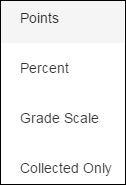 Points
Percent
Grade Scale
Collected Only